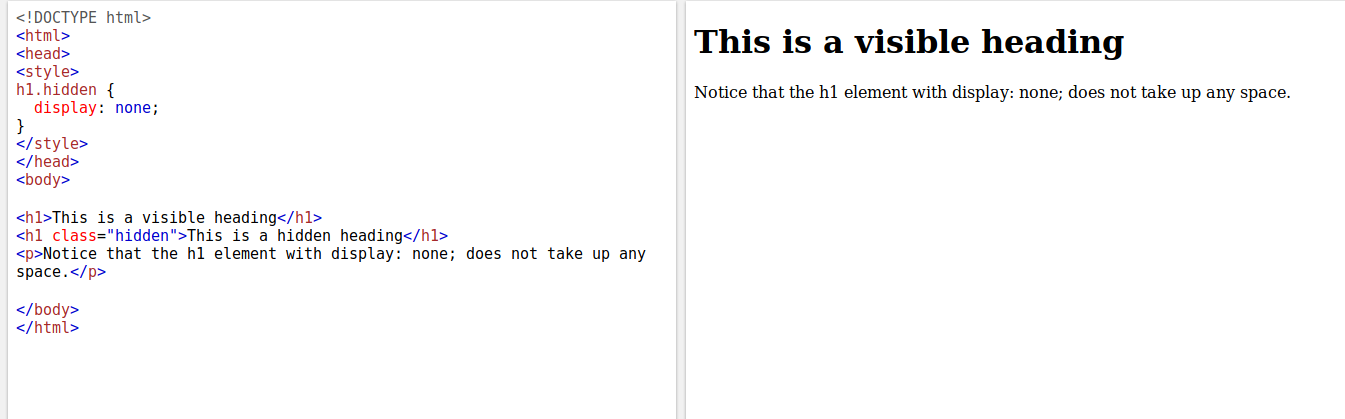 <!DOCTYPE html>
<html>
<head>
<style>
h1.hidden {
  display: none;
}
</style>
</head>
<body>

<h1>This is a visible heading</h1>
<h1 class="hidden">This is a hidden heading</h1>
<p>Notice that the h1 element with display: none; does not take up any
space.</p>

</body>
</html>
This is a visible heading
Notice that the h1 element with display: none; does not take up any space.